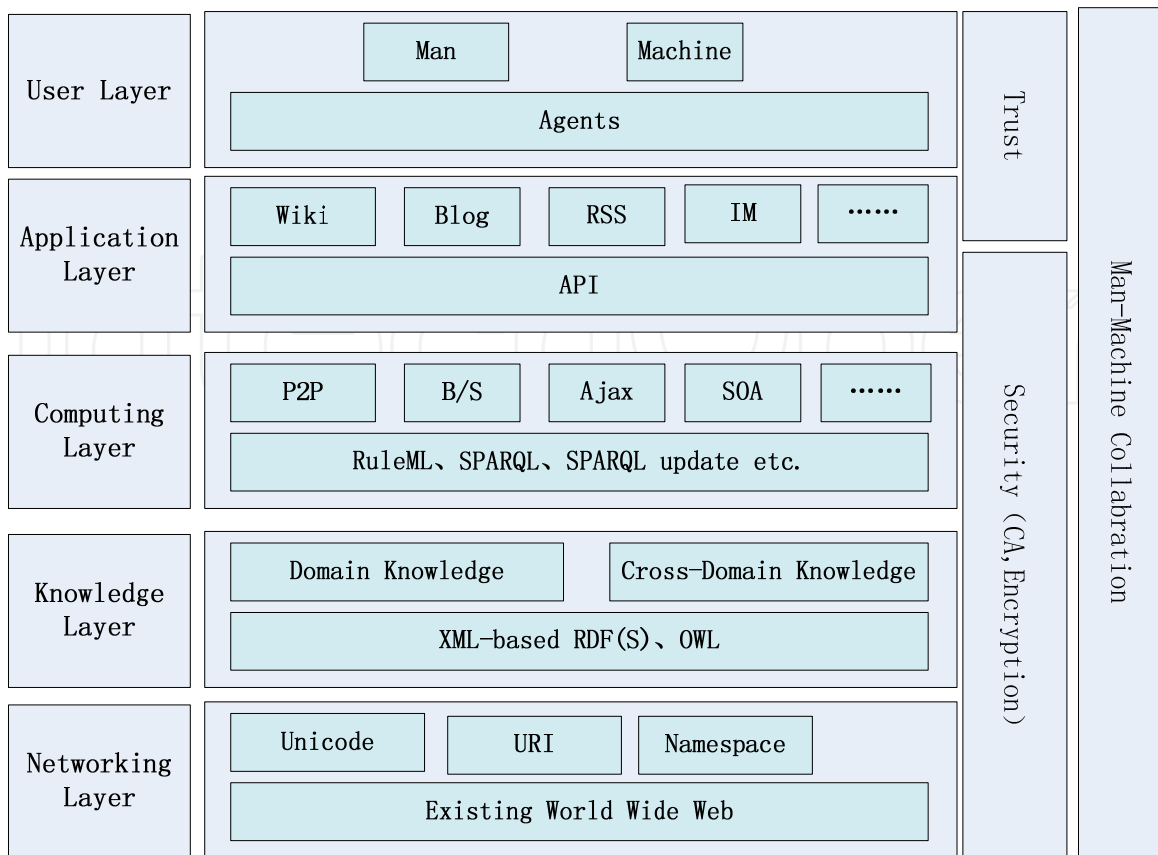 User Layer
Man
Machine
Agents
Application
Layer
Wiki
Blog
RSS
IM
……
API
Computing
Layer
P2P
B/S
Ajax
SOA
……
RuleML、SPARQL、SPARQL update etc.
Knowledge
Layer
Domain Knowledge
Cross-Domain Knowledge
XML-based RDF(S)、OWL
Networking
Layer
Unicode
URI
Namespace
Existing World Wide Web
Trust
Security (CA,Encryption)
Man-Machine Collabration